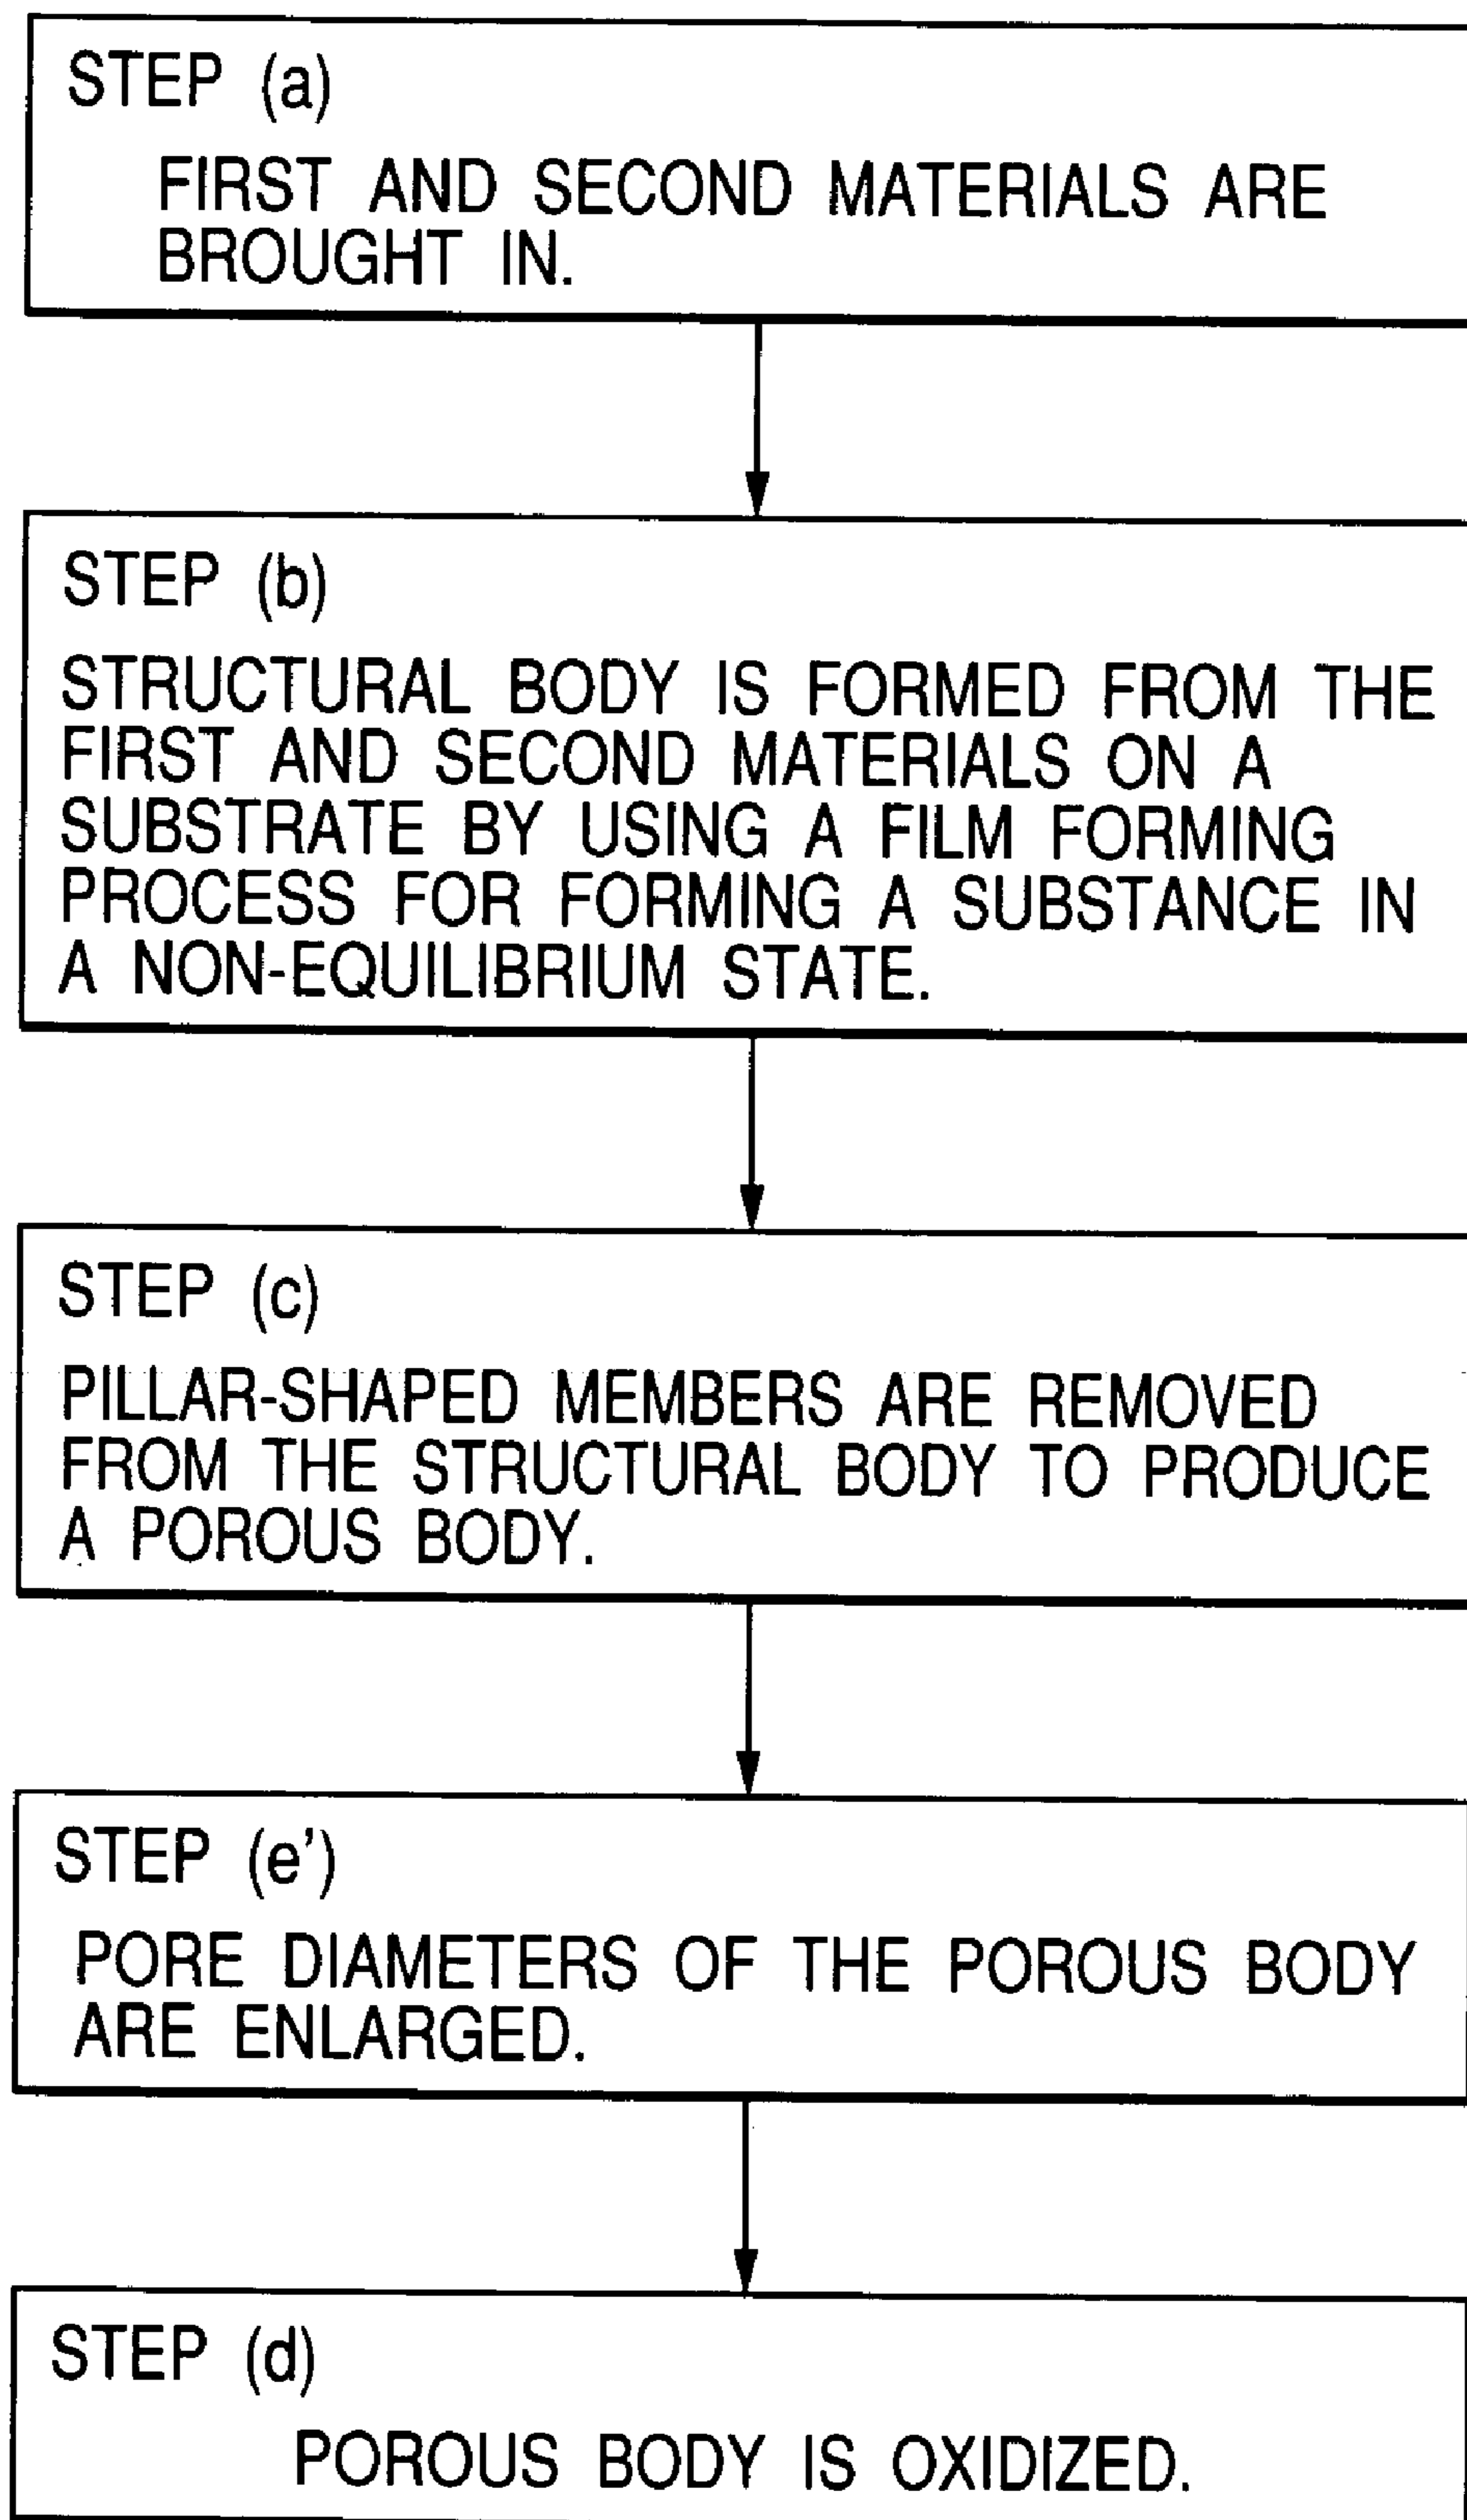 STEP (a)
FIRST AND SECOND MATERIALS ARE
BROUGHT IN.
STEP (b)
STRUCTURAL BODY IS FORMED FROM THE
FIRST AND SECOND MATERIALS ON A
SUBSTRATE BY USING A FILM FORMING
PROCESS FOR FORMING A SUBSTANCE IN
A NON-EQUILIBRIUM STATE.
STEP (c)
PILLAR-SHAPED MEMBERS ARE REMOVED
FROM THE STRUCTURAL BODY TO PRODUCE
A POROUS BODY.
STEP (e')
PORE DIAMETERS OF THE POROUS BODY
ARE ENLARGED.
STEP (d)
POROUS BODY IS OXIDIZED.